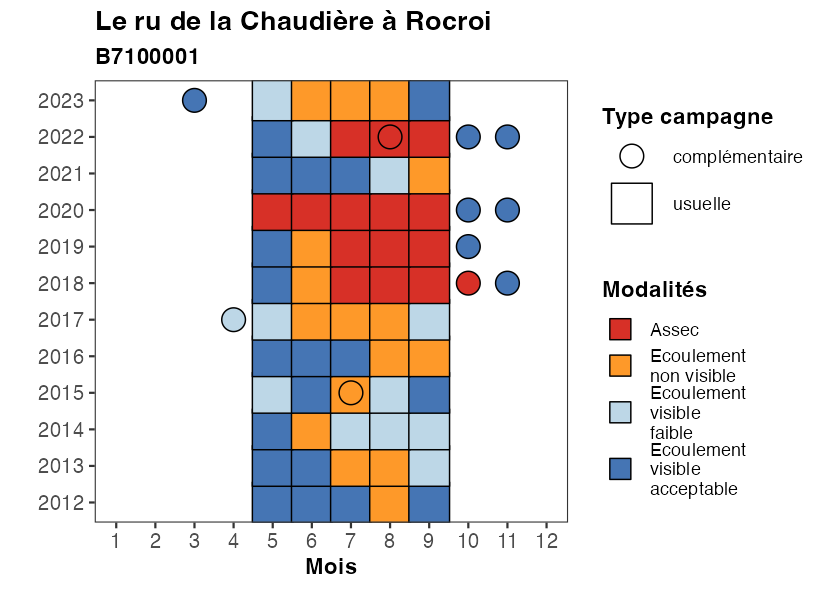 Le ru de la Chaudière à Rocroi
B7100001
2023
2022
2021
2020
2019
2018
2017
2016
2015
2014
2013
2012
1 2 3 4 5 6 7 8 9 10 11 12
Mois
Type campagne
complémentaire
usuelle
Modalités
Assec
Ecoulement
non visible
Ecoulement
visible
faible
Ecoulement
visible
acceptable